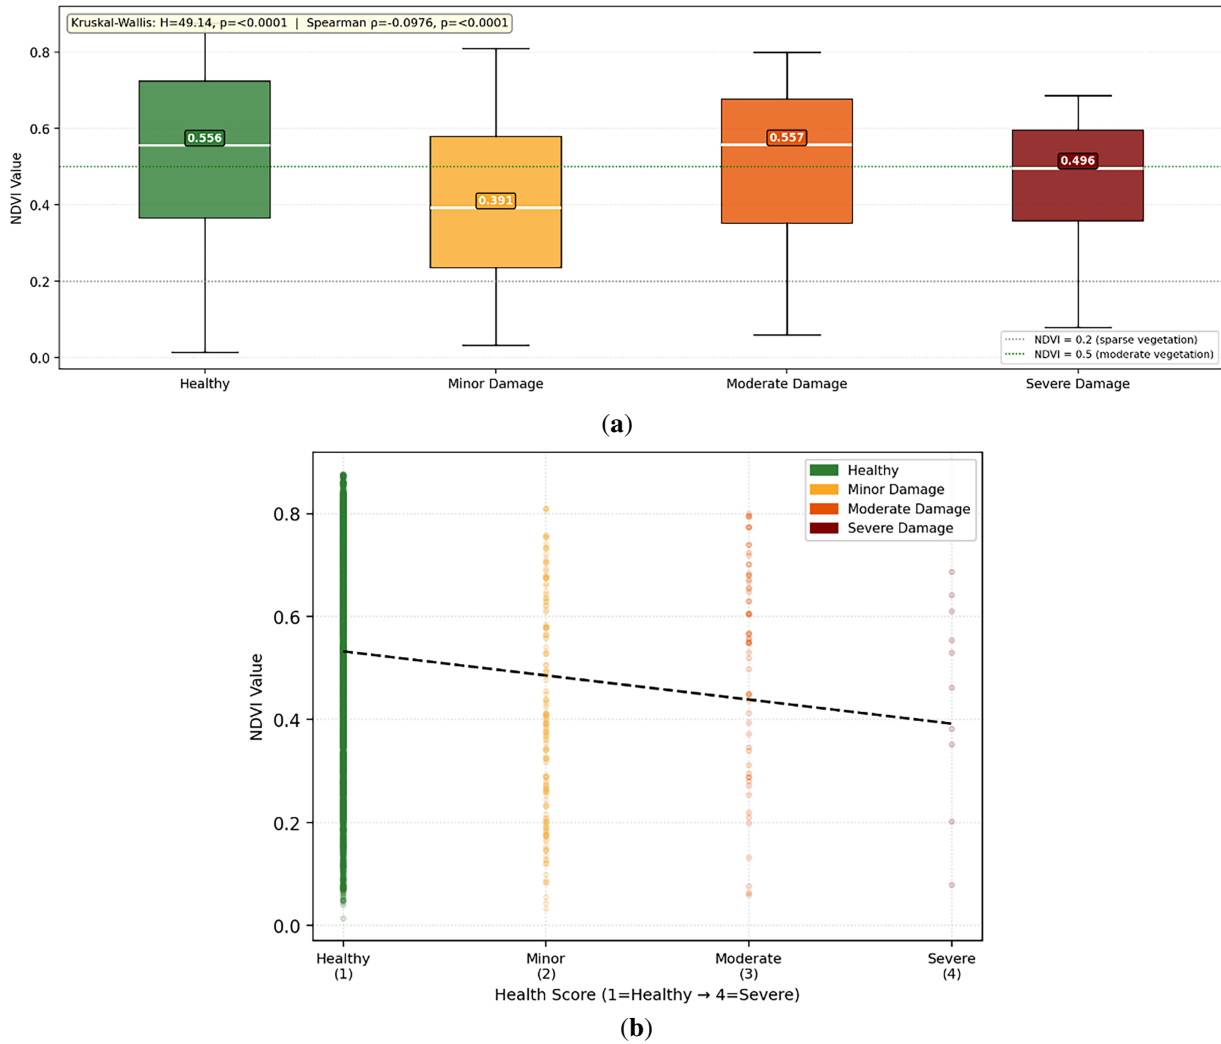 Kruskal-Wallis: H=49.14, p=<0.0001 | Spearman ρ=-0.0976, p=<0.0001
NDVI Value
0.8
0.6
0.4
0.2
0.0
0.556
0.391
0.557
0.496
NDVI = 0.2 (sparse vegetation)
NDVI = 0.5 (moderate vegetation)
Healthy
Minor Damage
Moderate Damage
Severe Damage
(a)
Healthy
Minor Damage
Moderate Damage
Severe Damage
NDVI Value
0.8
0.6
0.4
0.2
0.0
Healthy
(1)
Minor
(2)
Moderate
(3)
Severe
(4)
Health Score (1=Healthy → 4=Severe)
(b)